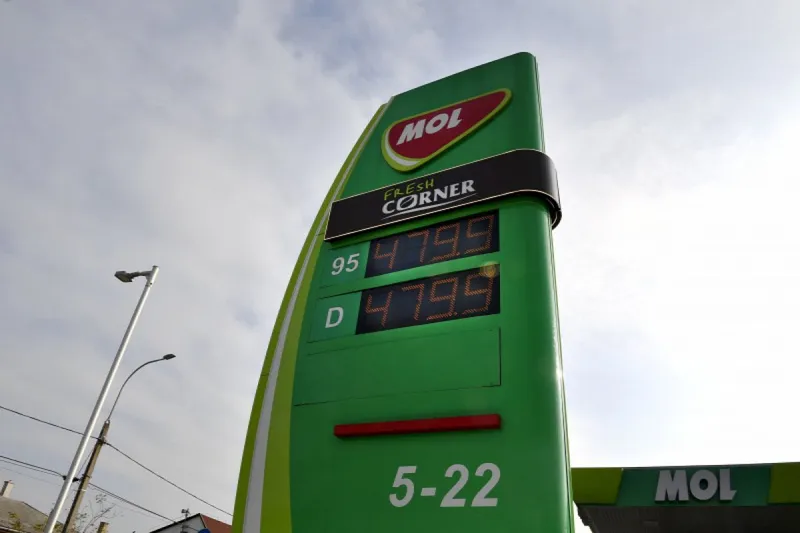 MOL
FRESH
CORNER
95 479.9
D 479.9
5-22
MOL